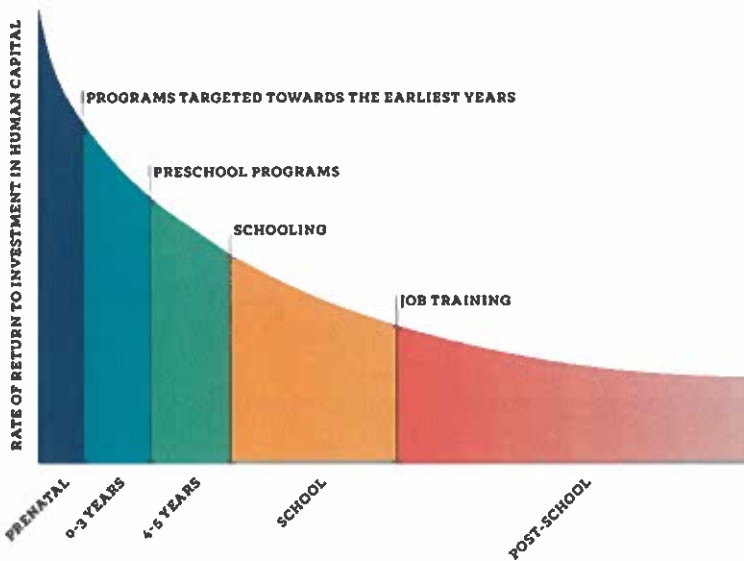 RATE OF RETURN TO INVESTMENT IN HUMAN CAPITAL
PROGRAMS TARGETED TOWARDS THE EARLIEST YEARS
PRESCHOOL PROGRAMS
SCHOOLING
JOB TRAINING
PRENATAL
0-3 YEARS
4-5 YEARS
SCHOOL
POST-SCHOOL